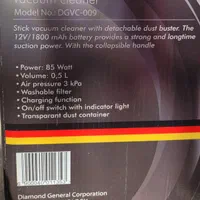 Vacuum cleaner
Model No.: DGVC-009
Stick vacuum cleaner with detachable dust buster. The
12V/1800 mAh battery provides a strong and longtime
suction power. With the collapsible handle
• Power: 85 Watt
• Volume: 0,5 L
• Air pressure 3 kPa
• Washable filter
• Charging function
• On/off switch with indicator light
• Transparent dust container
Diamond General Corporation